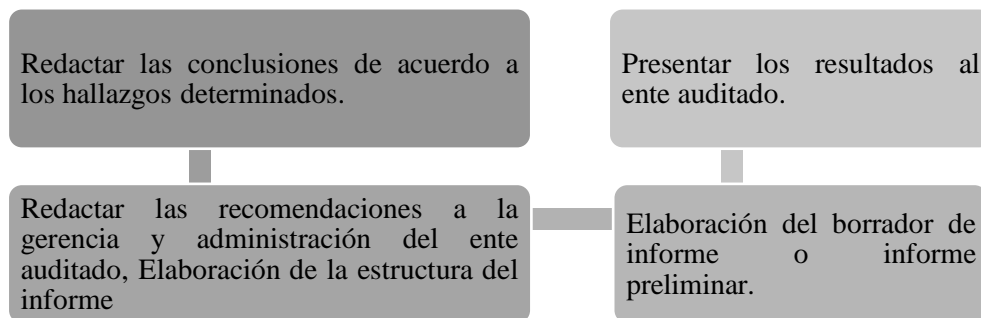 Redactar las conclusiones de acuerdo a
los hallazgos determinados.
Redactar las recomendaciones a la
gerencia y administración del ente
auditado, Elaboración de la estructura del
informe
Elaboración del borrador de
informe o informe
preliminar.
Presentar los resultados al
ente auditado.